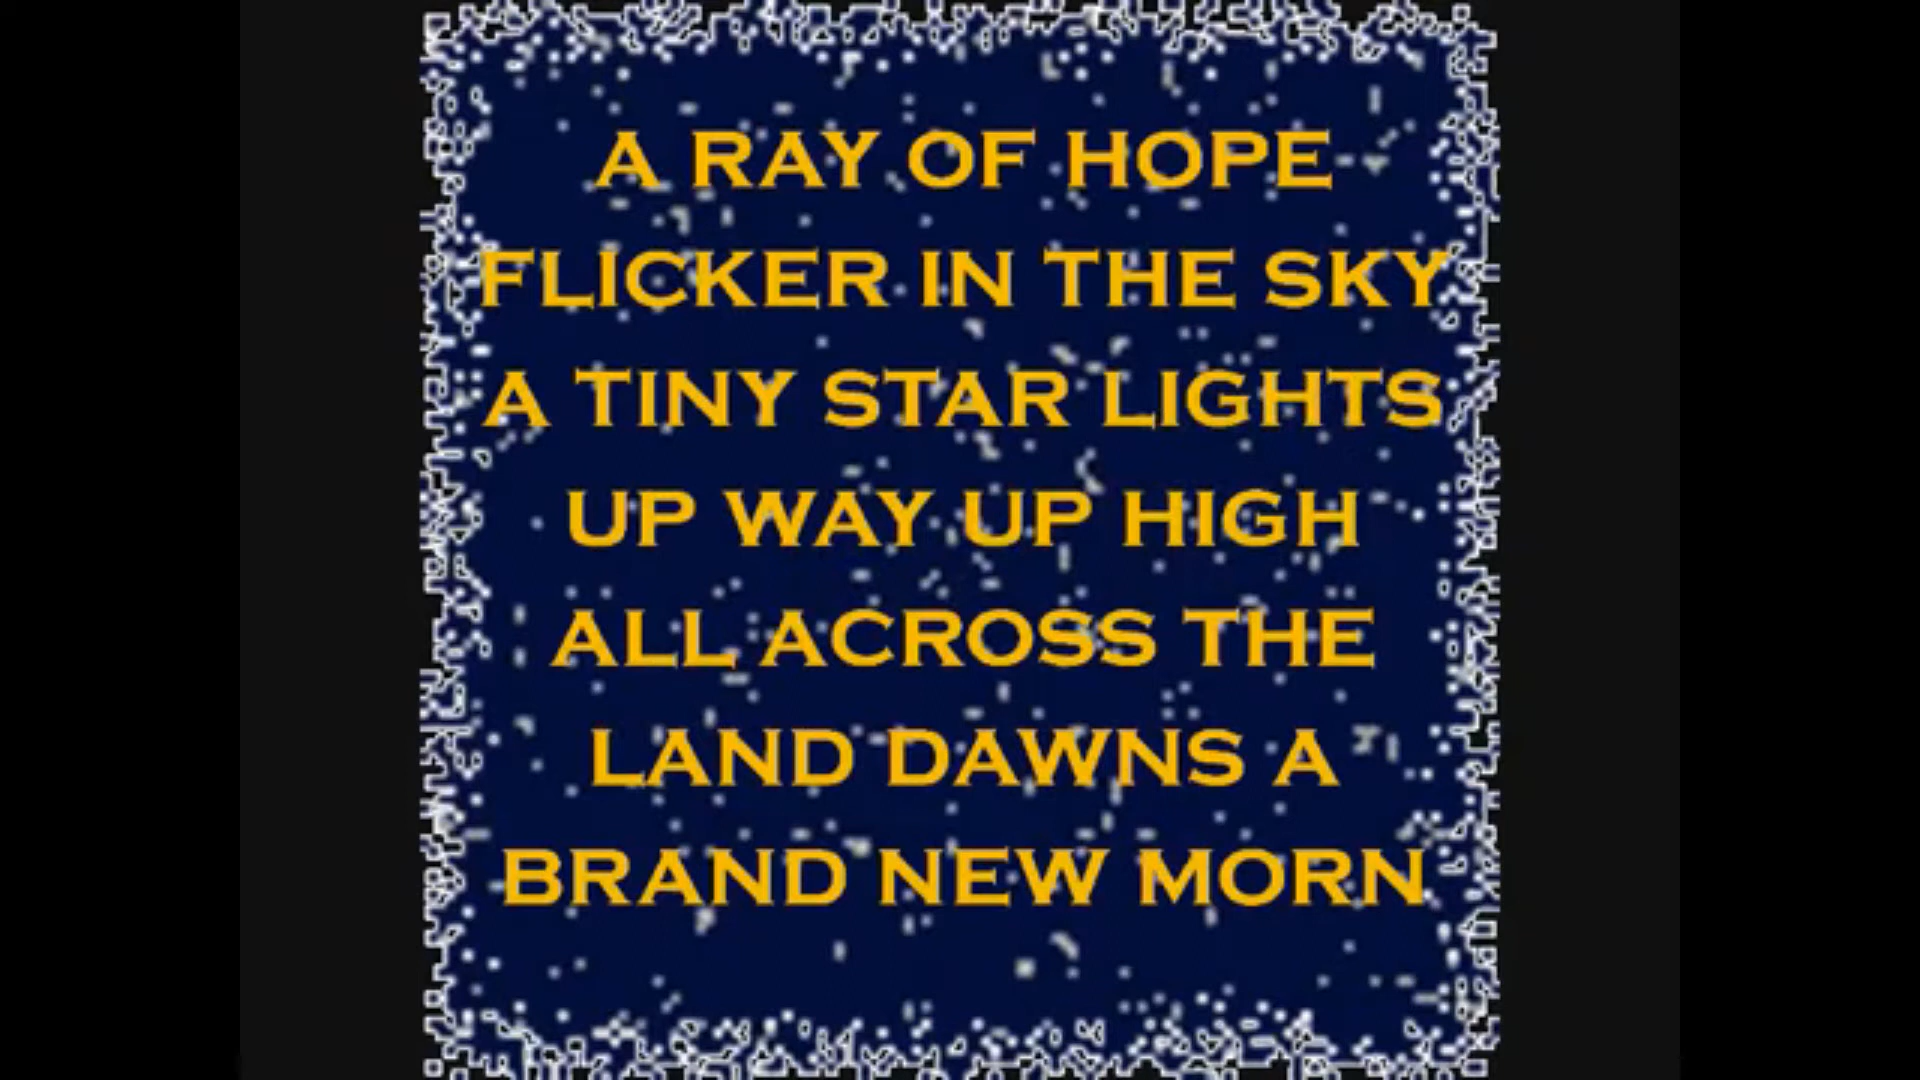 A RAY OF HOPE
FLICKER IN THE SKY
A TINY STAR LIGHTS
UP WAY UP HIGH
ALL ACROSS THE
LAND DAWNS A
BRAND NEW MORN